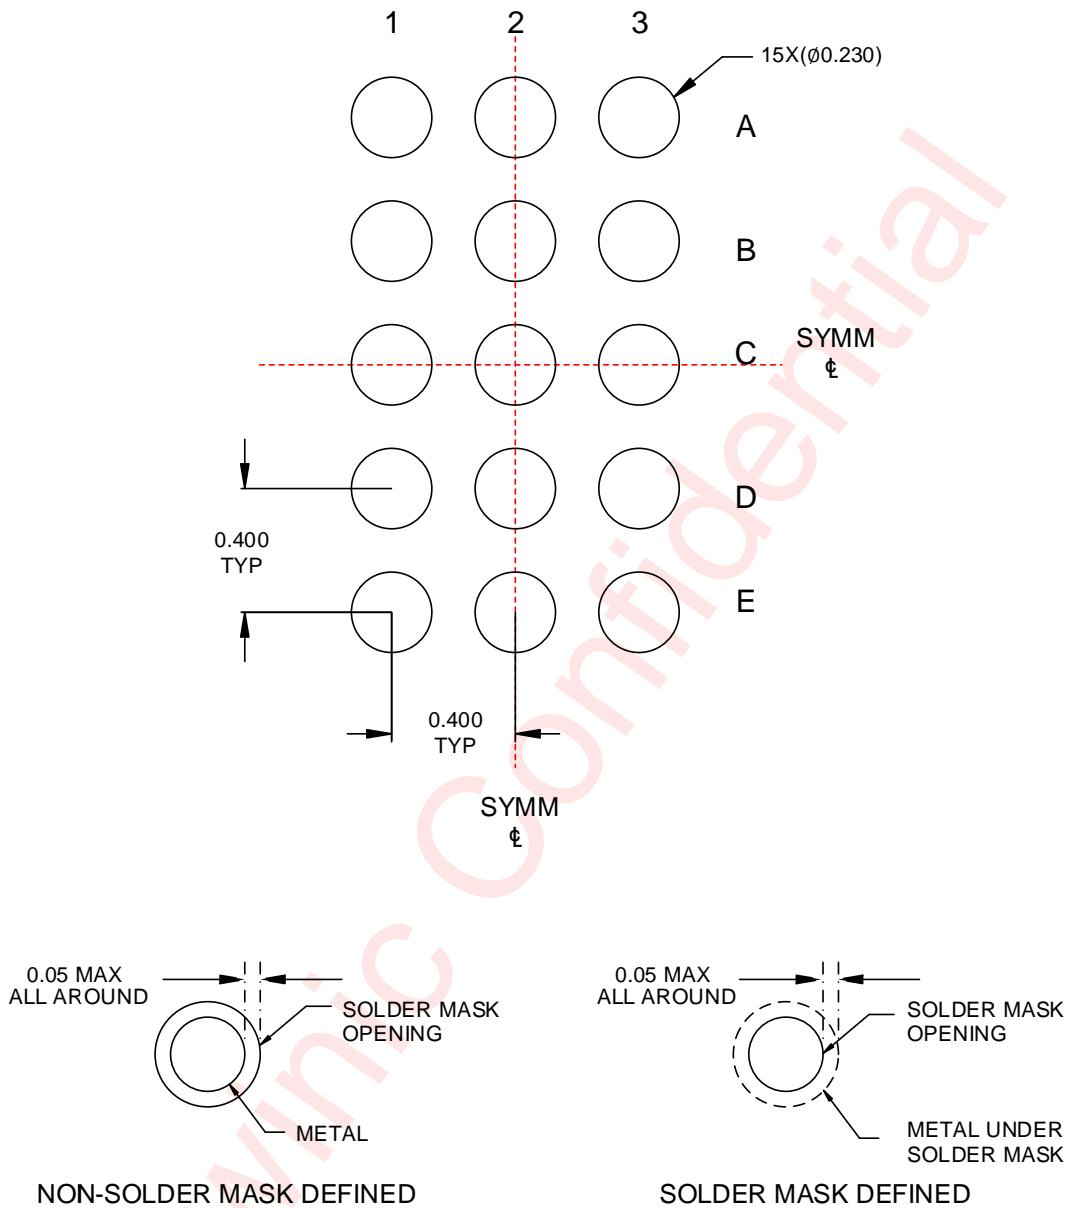 1 2 3
15X(Ø0.230)
A
B
C
SYMM
℄
D
0.400
TYP
E
0.400
TYP
SYMM
℄
0.05 MAX
ALL AROUND
SOLDER MASK
OPENING
METAL
NON-SOLDER MASK DEFINED
0.05 MAX
ALL AROUND
SOLDER MASK
OPENING
METAL UNDER
SOLDER MASK
SOLDER MASK DEFINED
winic Confidential